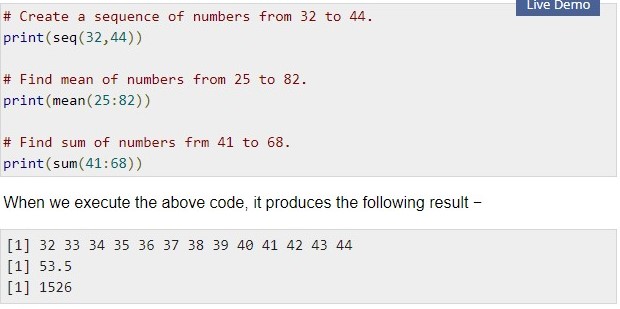 Live Demo
# Create a sequence of numbers from 32 to 44.
print(seq(32,44))
# Find mean of numbers from 25 to 82.
print(mean(25:82))
# Find sum of numbers frm 41 to 68.
print(sum(41:68))
When we execute the above code, it produces the following result −
[1] 32 33 34 35 36 37 38 39 40 41 42 43 44
[1] 53.5
[1] 1526